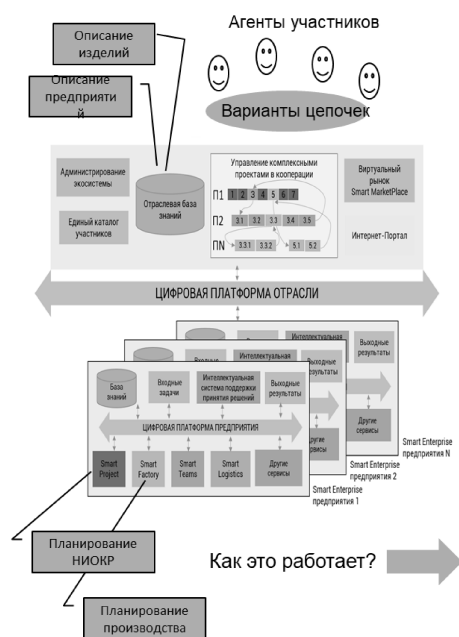 Агенты участников
Описание
изделий
Описание
предприяти
й
Варианты цепочек
Администрирование
экосистемы
Единый каталог
участников
Отраслевая база
знаний
Управление комплексными
проектами в кооперации
П1 1 2 3 4 5 6 7
П2 3.1 3.2 3.3 3.4 3.5
ПN 3.3.1 3.3.2 5.1 5.2
Виртуальный
рынок
Smart MarketPlace
Интернет-Портал
ЦИФРОВАЯ ПЛАТФОРМА ОТРАСЛИ
Интеллектуальная
Выходные
результаты
Другие
сервисы
Smart Enterprise
предприятия N
Входные
Интеллектуальная
Выходные
результаты
Другие
сервисы
Smart Enterprise
предприятия 2
База
знаний
Входные
задачи
Интеллектуальная
система поддержки
принятия решений
Выходные
результаты
ЦИФРОВАЯ ПЛАТФОРМА ПРЕДПРИЯТИЯ
Smart
Project
Smart
Factory
Smart
Teams
Smart
Logistics
Другие
сервисы
Smart Enterprise
предприятия 1
Планирование
НИОКР
Как это работает?
Планирование
производства